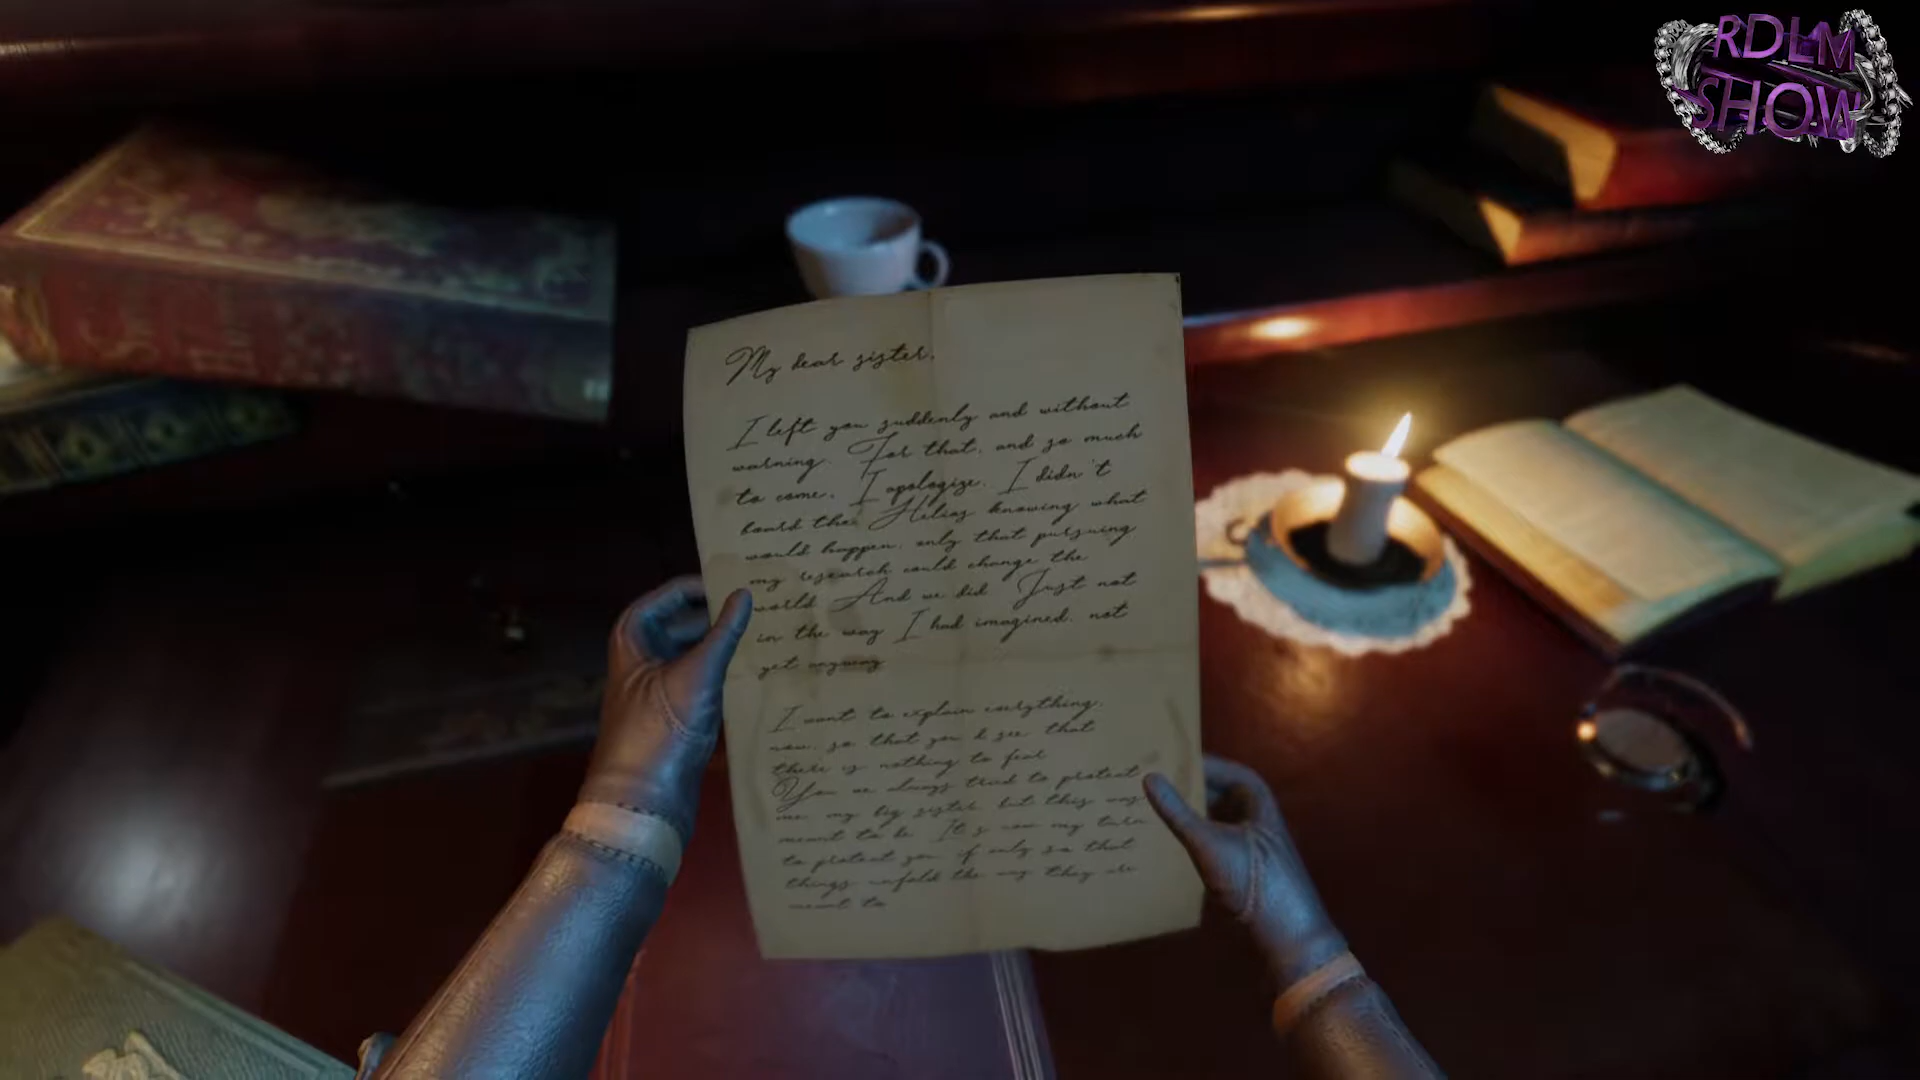 RDLM
SHOW
My dear sister,
I left you suddenly and without
warning. For that, and so much
to come, I apologize. I didn't
board the Helios knowing what
would happen, only that pursuing
my research could change the
world. And we did. Just not
in the way I had imagined, not
yet anyway.
I want to explain everything
now, so that you'll see that
there is nothing to fear.
You've always tried to protect
me, my big sister, but this was
meant to be. It's now my turn
to protect you, if only so that
things unfold the way they are
meant to.